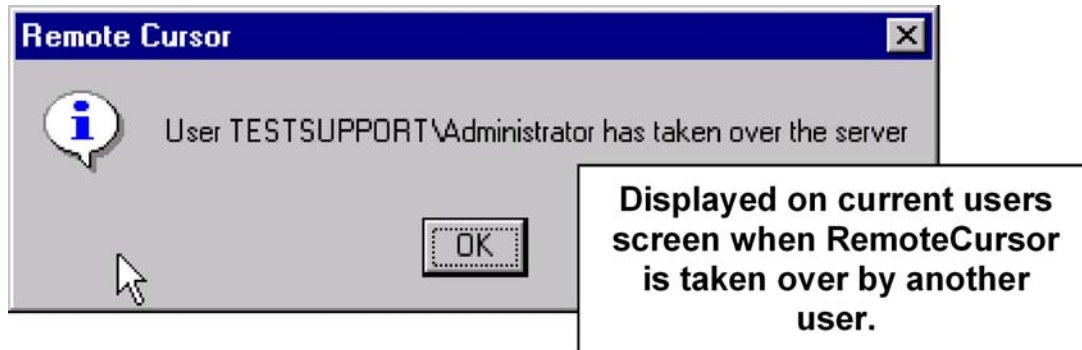 Remote Cursor
User TESTSUPPORT\Administrator has taken over the server
OK
Displayed on current users
screen when RemoteCursor
is taken over by another
user.